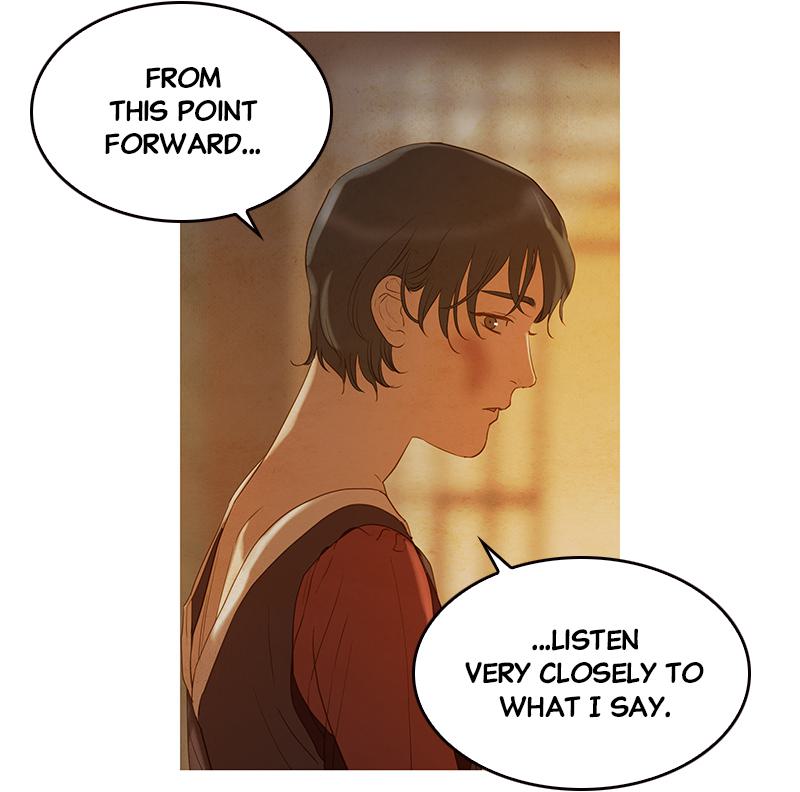 FROM
THIS POINT
FORWARD...
...LISTEN
VERY CLOSELY TO
WHAT I SAY.